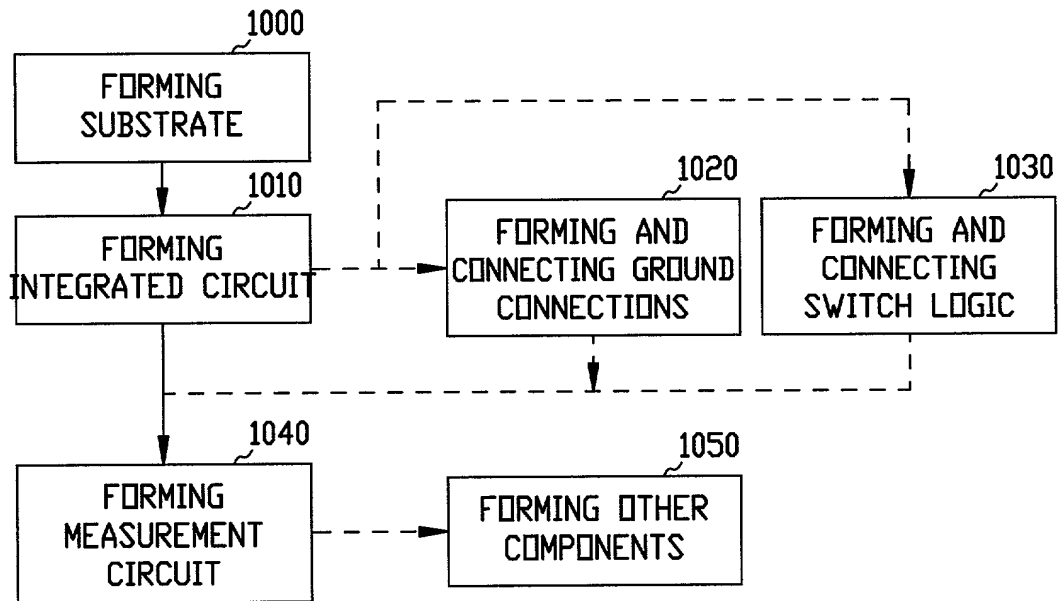 1000
FORMING
SUBSTRATE
1010
FORMING
INTEGRATED CIRCUIT
1020
FORMING AND
CONNECTING GROUND
CONNECTIONS
1030
FORMING AND
CONNECTING
SWITCH LOGIC
1040
FORMING
MEASUREMENT
CIRCUIT
1050
FORMING OTHER
COMPONENTS